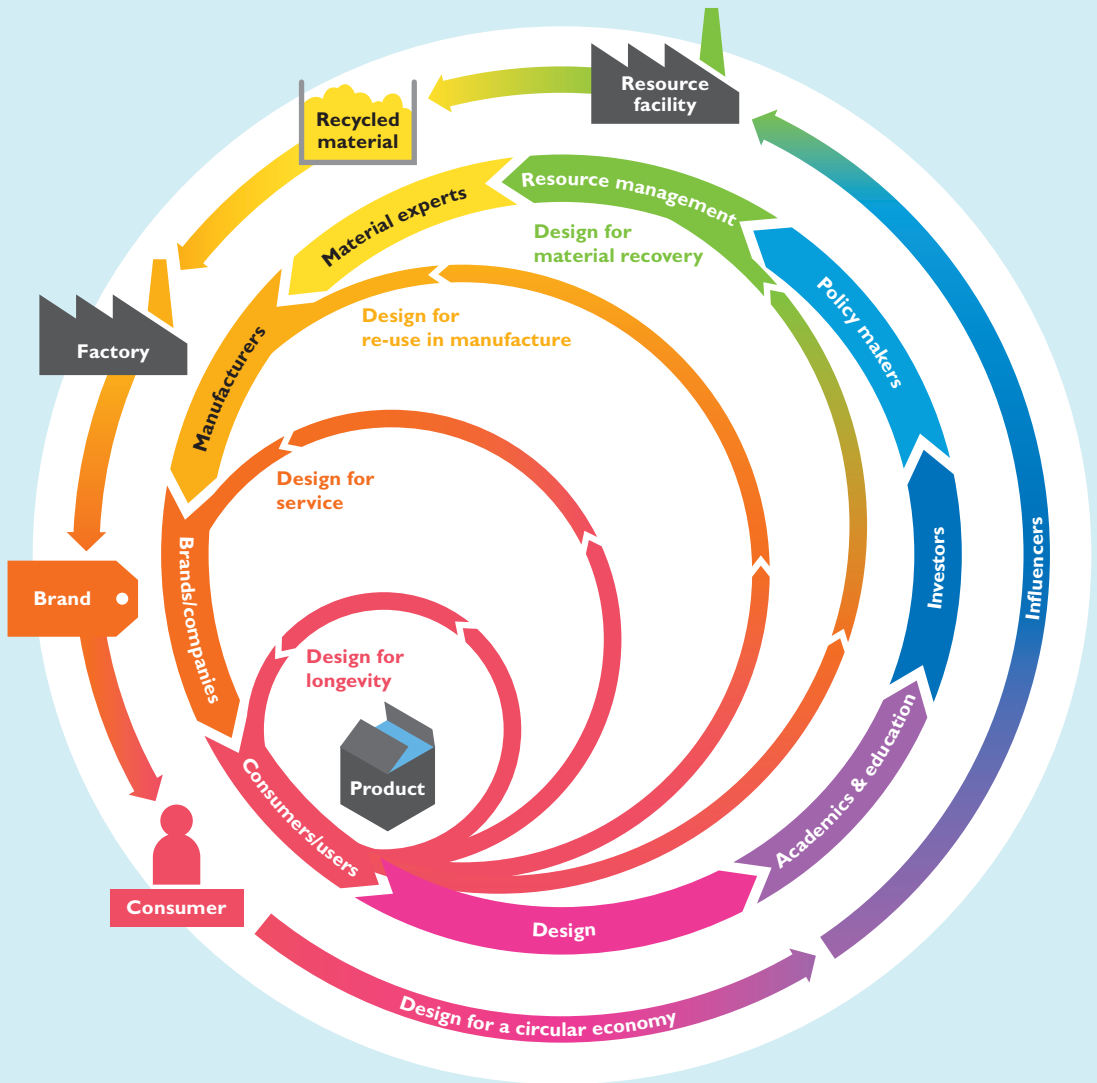 Resource
facility
Recycled
material
Resource management
Material experts
Design for
material recovery
Policy makers
Design for
re-use in manufacture
Factory
Manufacturers
Design for
service
Brands/companies
Investors
Influencers
Brand
Design for
longevity
Product
Consumers/users
Academics & education
Consumer
Design
Design for a circular economy